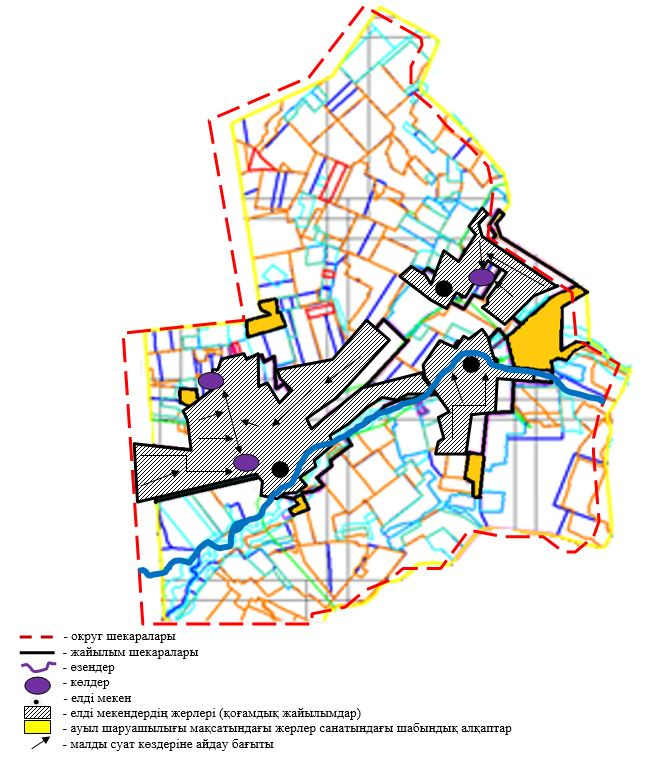 - округ шекаралары
- жайылым шекаралары
- өзендер
- көлдер
- елді мекен
- елді мекендердің жерлері (қоғамдық жайылымдар)
- ауыл шаруашылығы мақсатындағы жерлер санатындағы шабындық алқаптар
- малды суат көздеріне айдау бағыты